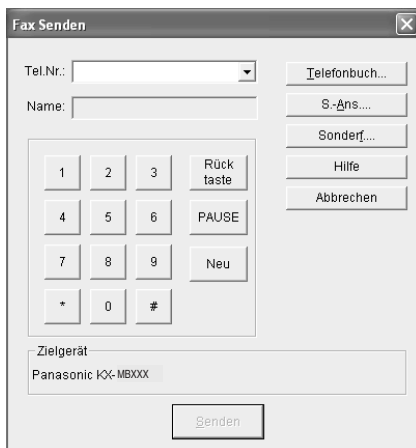 Fax Senden
Tel.Nr.:
Telefonbuch...
Name:
S.-Ans....
Sonderf....
Hilfe
Abbrechen
1 2 3 Rück taste
4 5 6 PAUSE
7 8 9 Neu
* 0 #
Zielgerät
Panasonic KX-MBXXX
Senden